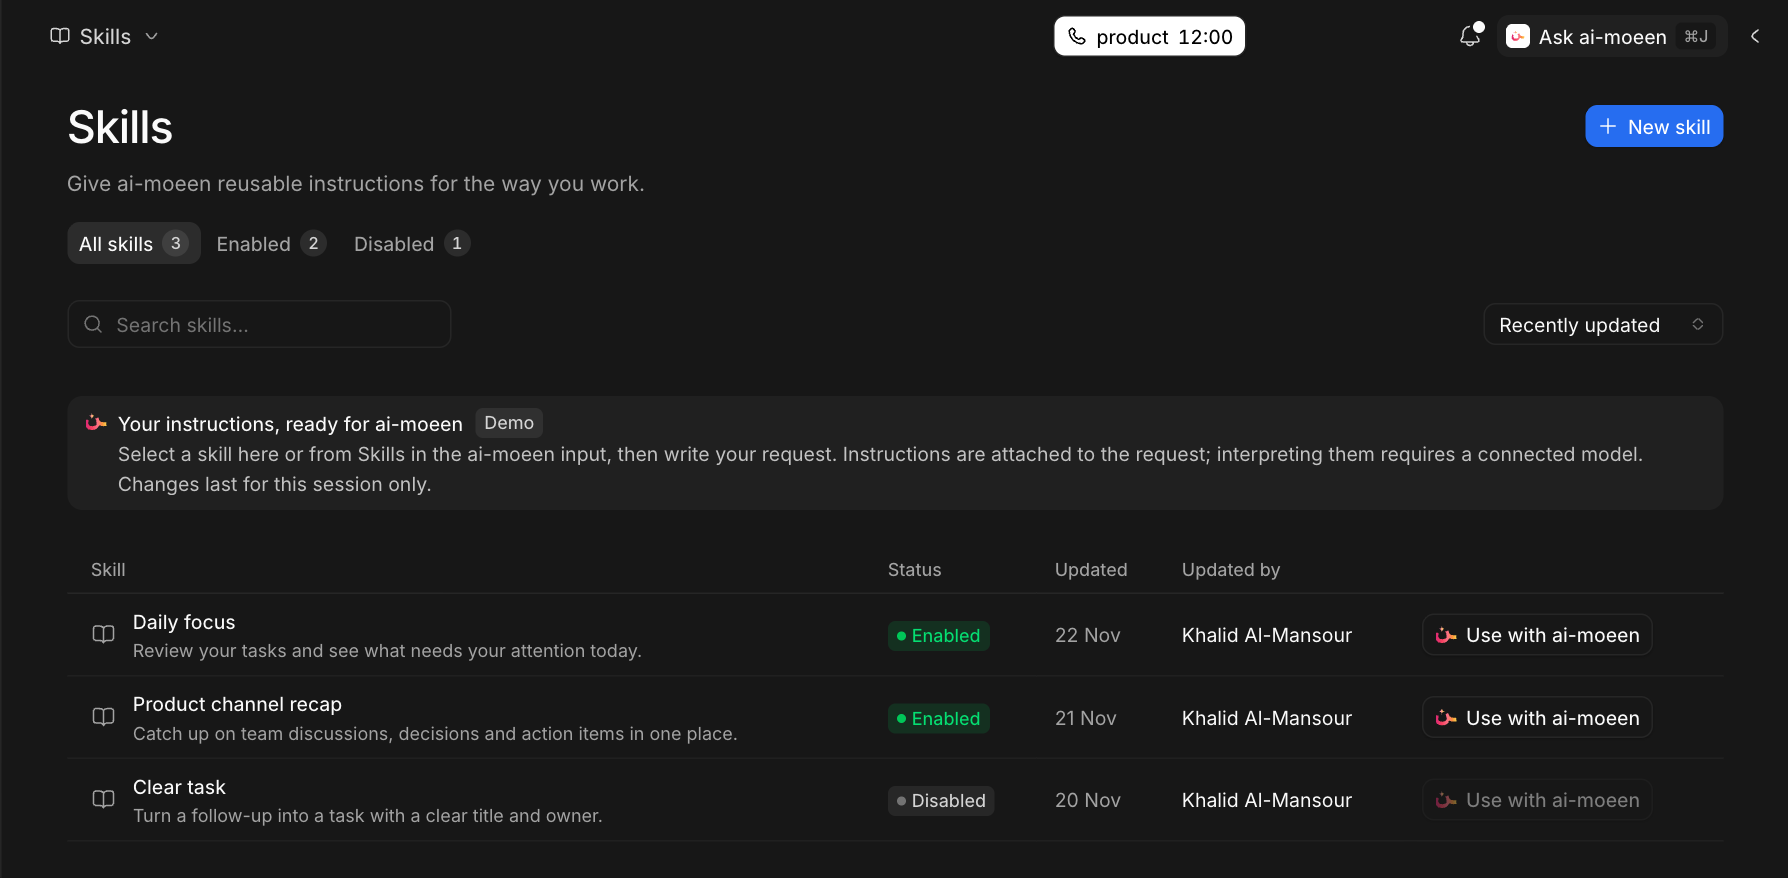 Skills
product 12:00
Ask ai-moeen ⌘J
Skills
New skill
Give ai-moeen reusable instructions for the way you work.
All skills 3 Enabled 2 Disabled 1
Search skills...
Recently updated
Your instructions, ready for ai-moeen Demo
Select a skill here or from Skills in the ai-moeen input, then write your request. Instructions are attached to the request; interpreting them requires a connected model.
Changes last for this session only.
Skill Status Updated Updated by
Daily focus
Review your tasks and see what needs your attention today.
Enabled 22 Nov Khalid Al-Mansour Use with ai-moeen
Product channel recap
Catch up on team discussions, decisions and action items in one place.
Enabled 21 Nov Khalid Al-Mansour Use with ai-moeen
Clear task
Turn a follow-up into a task with a clear title and owner.
Disabled 20 Nov Khalid Al-Mansour Use with ai-moeen